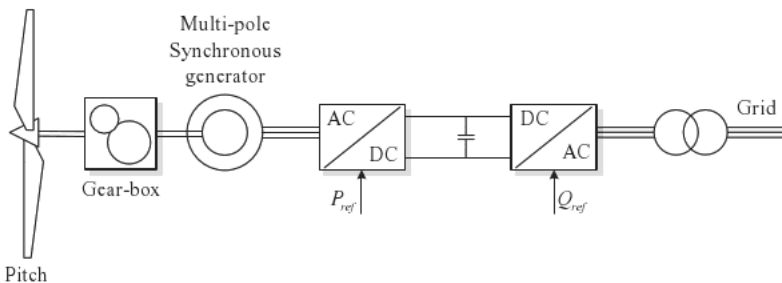 Multi-pole
Synchronous
generator
Grid
AC
DC
DC
AC
Gear-box
P_ref
Q_ref
Pitch